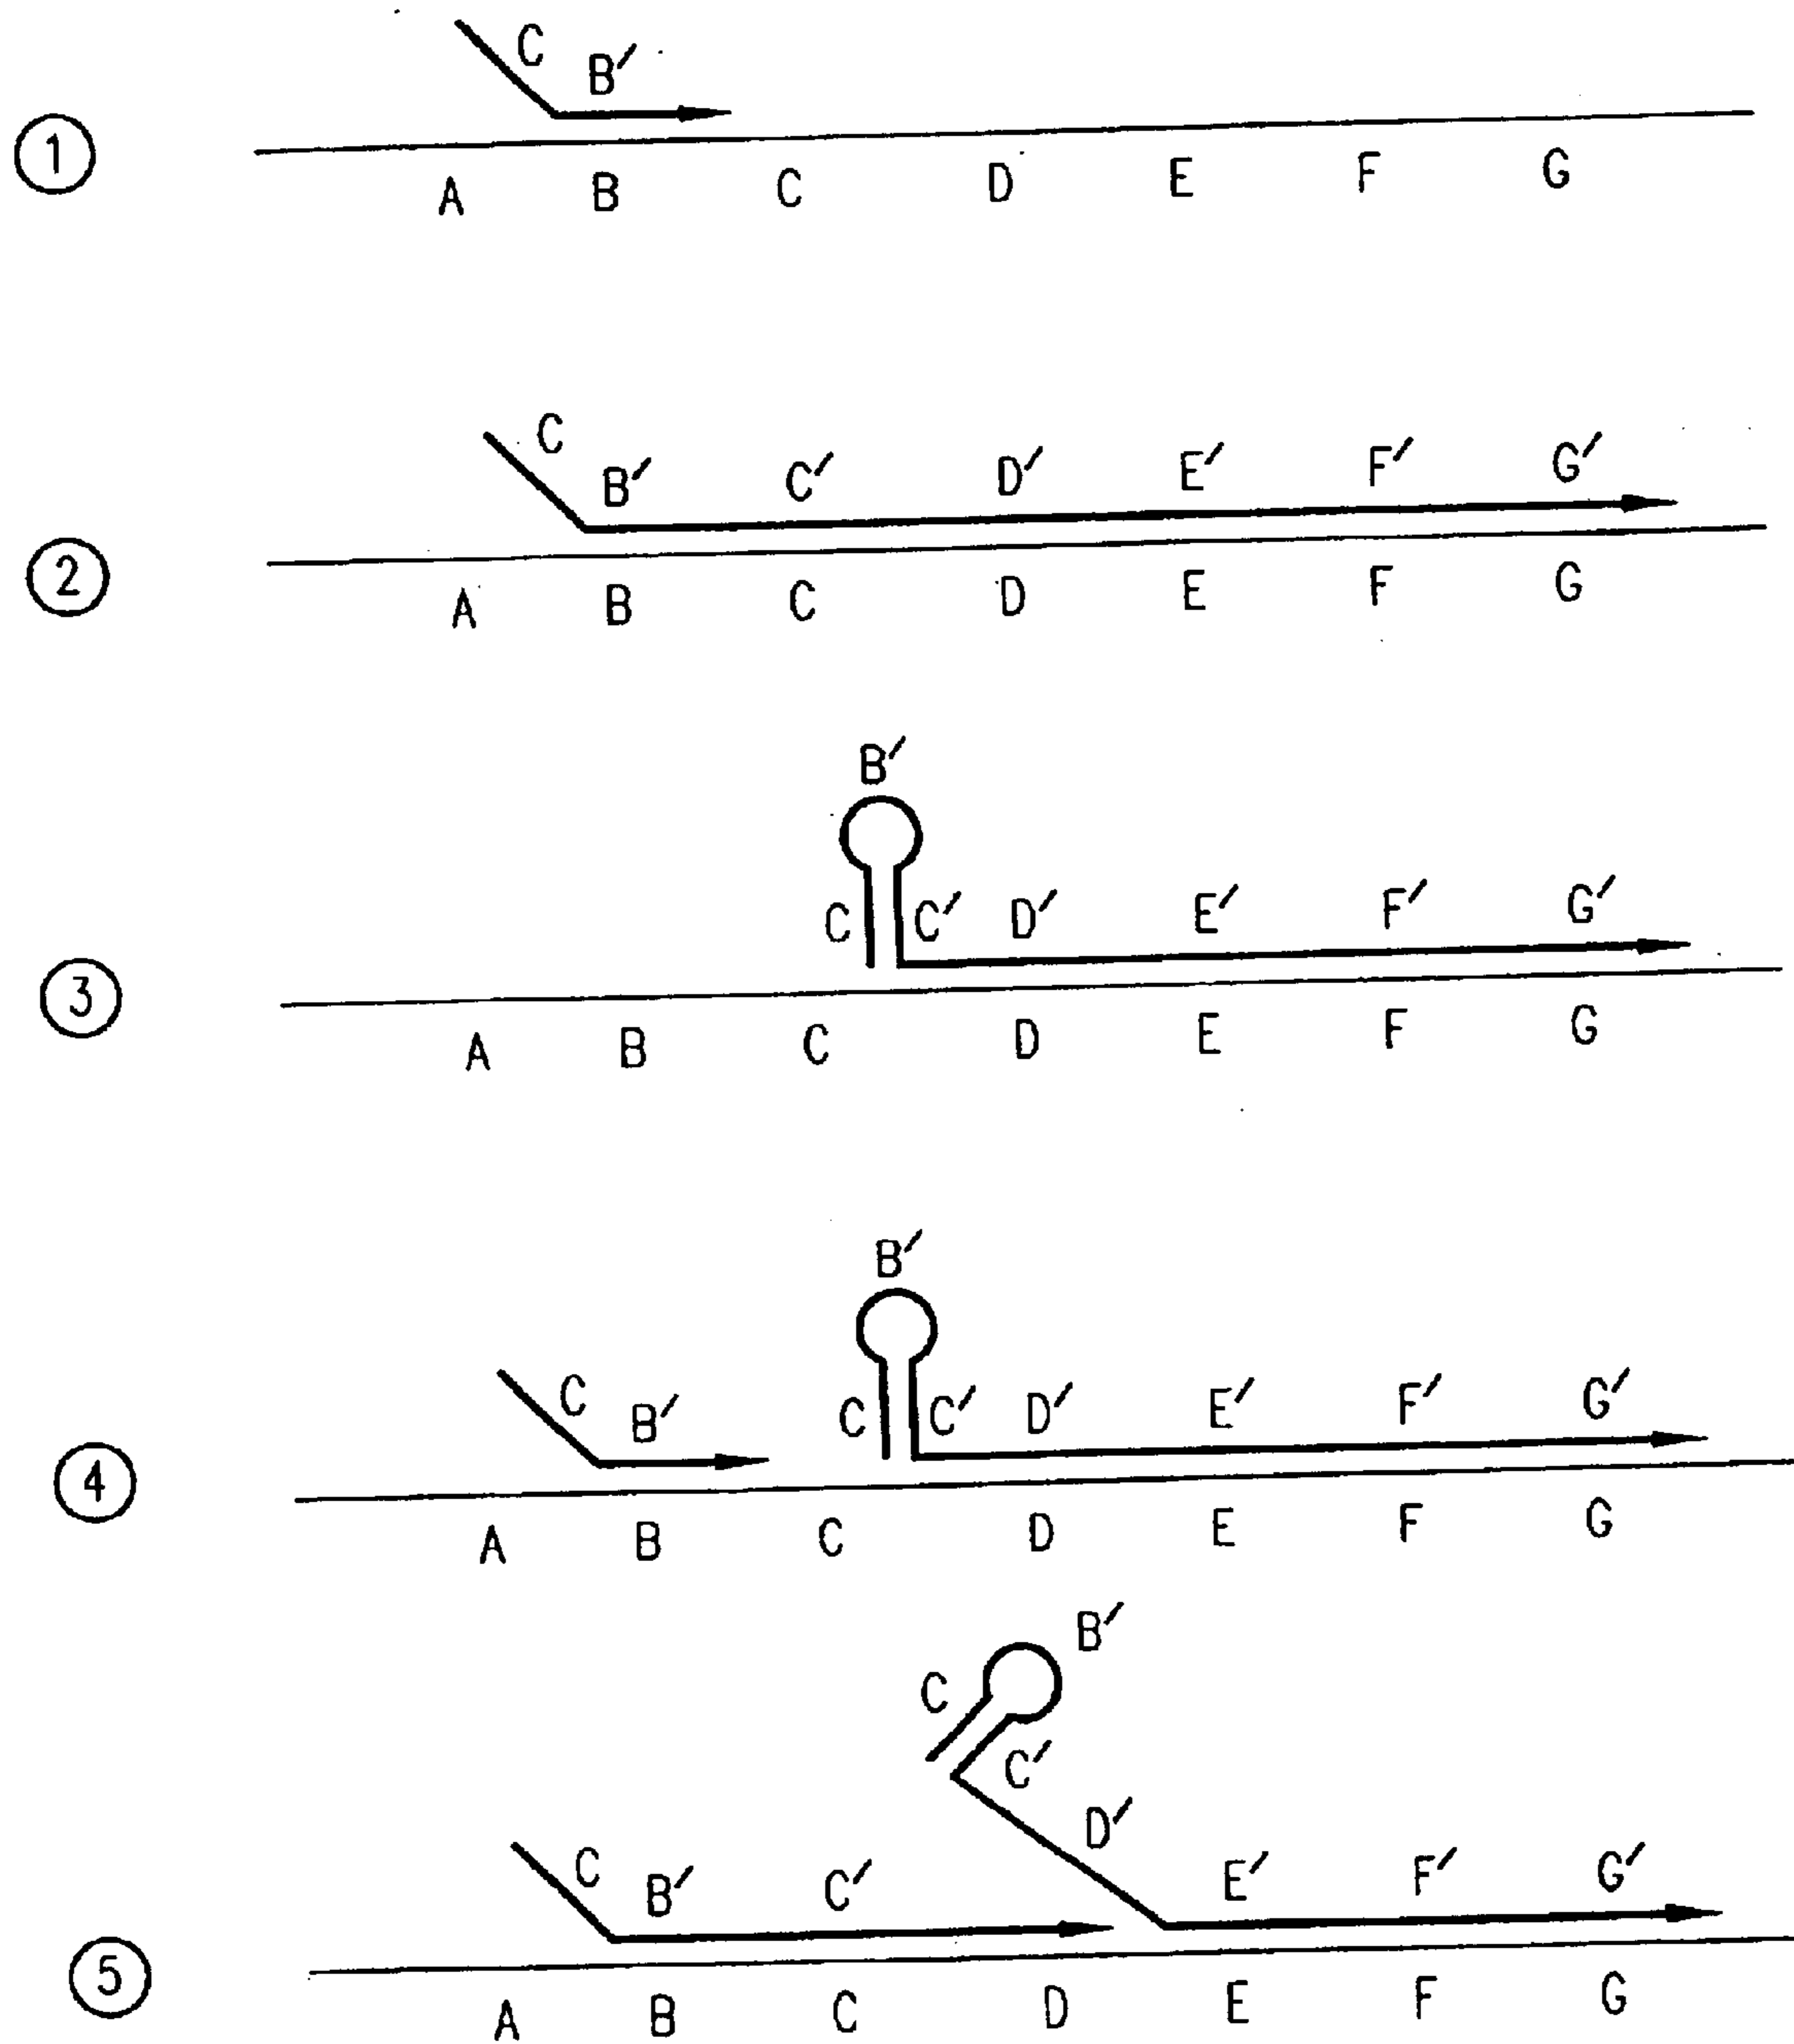 C B′
1
A B C D E F G
C B′ C′ D′ E′ F′ G′
2
A B C D E F G
B′
C C′ D′ E′ F′ G′
3
A B C D E F G
B′
C B′ C C′ D′ E′ F′ G′
4
A B C D E F G
B′
C
C′
D′
C B′ C′ E′ F′ G′
5
A B C D E F G